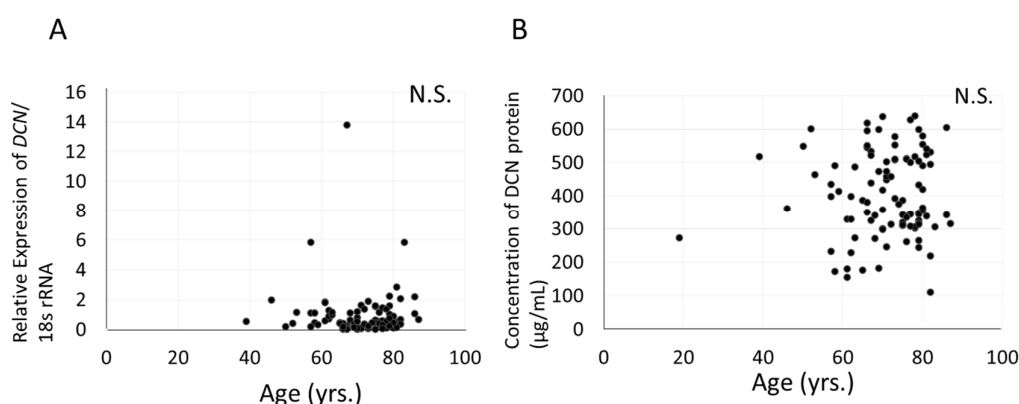 A
Relative Expression of DCN/
18s rRNA
N.S.
16
14
12
10
8
6
4
2
0
0 20 40 60 80 100
Age (yrs.)
B
Concentration of DCN protein
(µg/mL)
N.S.
700
600
500
400
300
200
100
0
0 20 40 60 80 100
Age (yrs.)